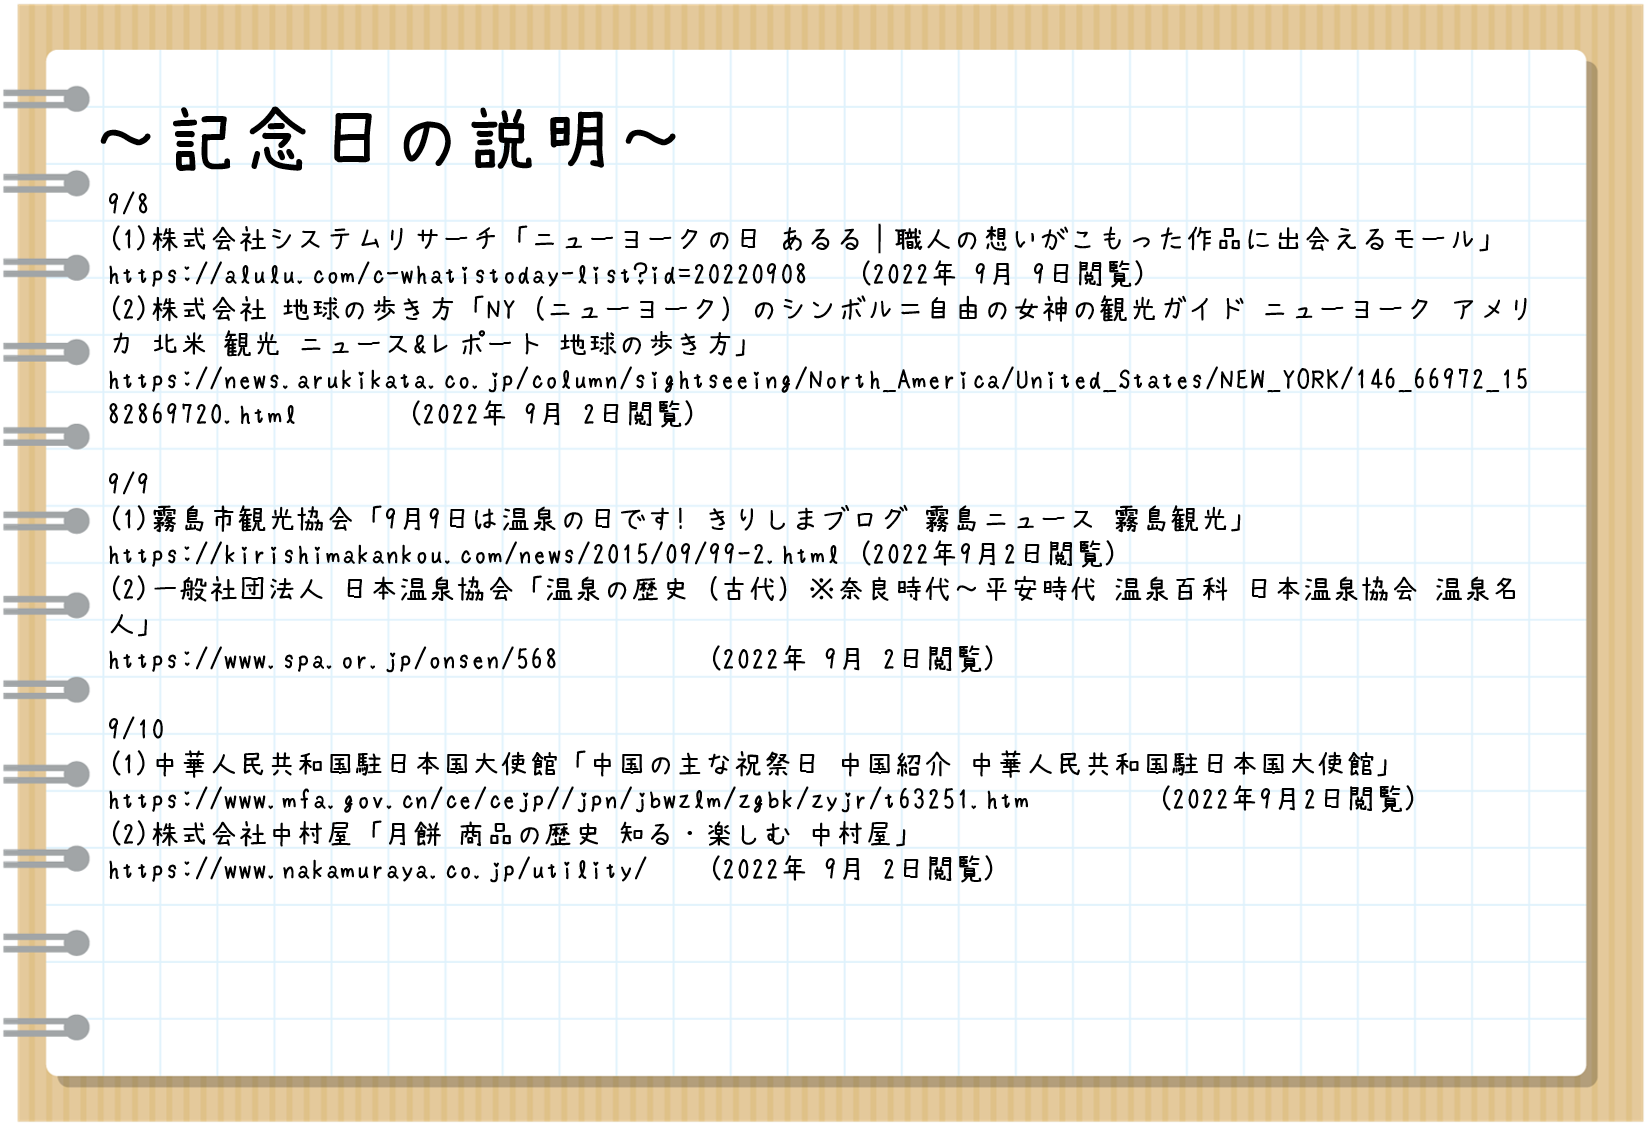 ～記念日の説明～
9/8
(1)株式会社システムリサーチ「ニューヨークの日 あるる｜職人の想いがこもった作品に出会えるモール」
https://alulu.com/c-whatistoday-list?id=20220908 (2022年 9月 9日閲覧)
(2)株式会社 地球の歩き方「NY（ニューヨーク）のシンボル＝自由の女神の観光ガイド ニューヨーク アメリ
カ 北米 観光 ニュース&レポート 地球の歩き方」
https://news.arukikata.co.jp/column/sightseeing/North_America/United_States/NEW_YORK/146_66972_15
82869720.html (2022年 9月 2日閲覧)
9/9
(1)霧島市観光協会「9月9日は温泉の日です! きりしまブログ 霧島ニュース 霧島観光」
https://kirishimakankou.com/news/2015/09/99-2.html (2022年9月2日閲覧)
(2)一般社団法人 日本温泉協会「温泉の歴史（古代）※奈良時代～平安時代 温泉百科 日本温泉協会 温泉名
人」
https://www.spa.or.jp/onsen/568 (2022年 9月 2日閲覧)
9/10
(1)中華人民共和国駐日本国大使館「中国の主な祝祭日 中国紹介 中華人民共和国駐日本国大使館」
https://www.mfa.gov.cn/ce/cejp//jpn/jbwzlm/zgbk/zyjr/t63251.htm (2022年9月2日閲覧)
(2)株式会社中村屋「月餅 商品の歴史 知る・楽しむ 中村屋」
https://www.nakamuraya.co.jp/utility/ (2022年 9月 2日閲覧)